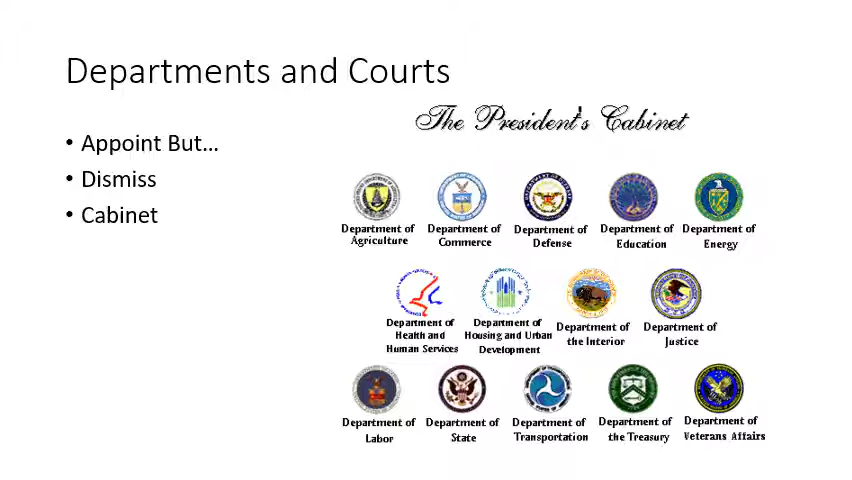 Departments and Courts
• Appoint But...
• Dismiss
• Cabinet
The President's Cabinet
Department of Agriculture
Department of Commerce
Department of Defense
Department of Education
Department of Energy
Department of Health and Human Services
Department of Housing and Urban Development
Department of the Interior
Department of Justice
Department of Labor
Department of State
Department of Transportation
Department of the Treasury
Department of Veterans Affairs